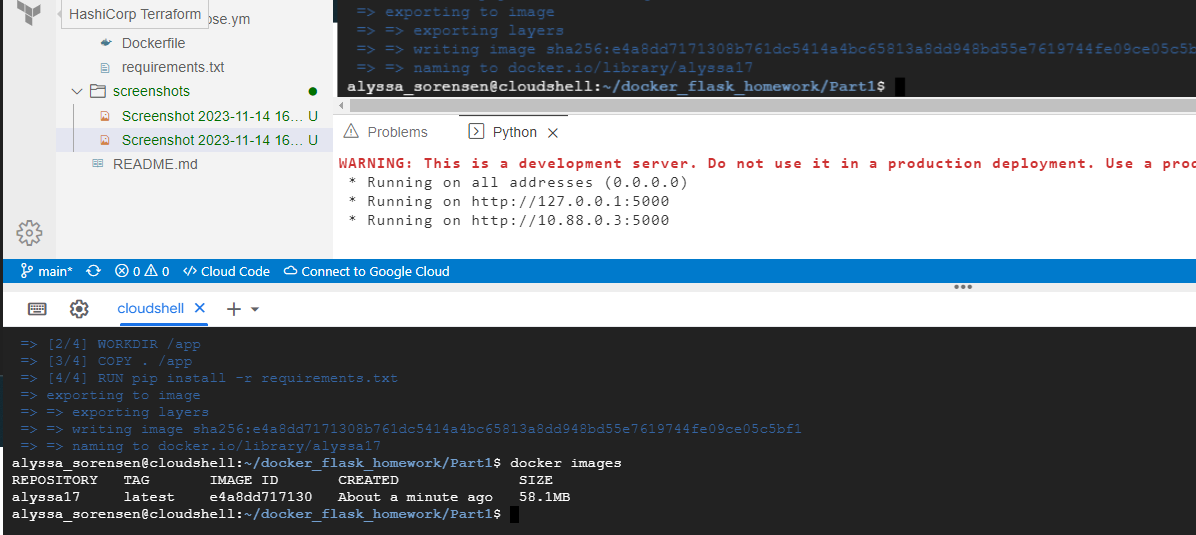 HashiCorp Terraform
ose.ym
Dockerfile
requirements.txt
screenshots
Screenshot 2023-11-14 16... U
Screenshot 2023-11-14 16... U
README.md
=> exporting to image
=> => exporting layers
=> => writing image sha256:e4a8dd7171308b761dc5414a4bc65813a8dd948bd55e7619744fe09ce05c5b
=> => naming to docker.io/library/alyssa17
alyssa_sorensen@cloudshell:~/docker_flask_homework/Part1$
Problems
Python
WARNING: This is a development server. Do not use it in a production deployment. Use a proc
* Running on all addresses (0.0.0.0)
* Running on http://127.0.0.1:5000
* Running on http://10.88.0.3:5000
main* 0 0 Cloud Code Connect to Google Cloud
cloudshell
=> [2/4] WORKDIR /app
=> [3/4] COPY . /app
=> [4/4] RUN pip install -r requirements.txt
=> exporting to image
=> => exporting layers
=> => writing image sha256:e4a8dd7171308b761dc5414a4bc65813a8dd948bd55e7619744fe09ce05c5bf1
=> => naming to docker.io/library/alyssa17
alyssa_sorensen@cloudshell:~/docker_flask_homework/Part1$ docker images
REPOSITORY TAG IMAGE ID CREATED SIZE
alyssa17 latest e4a8dd717130 About a minute ago 58.1MB
alyssa_sorensen@cloudshell:~/docker_flask_homework/Part1$